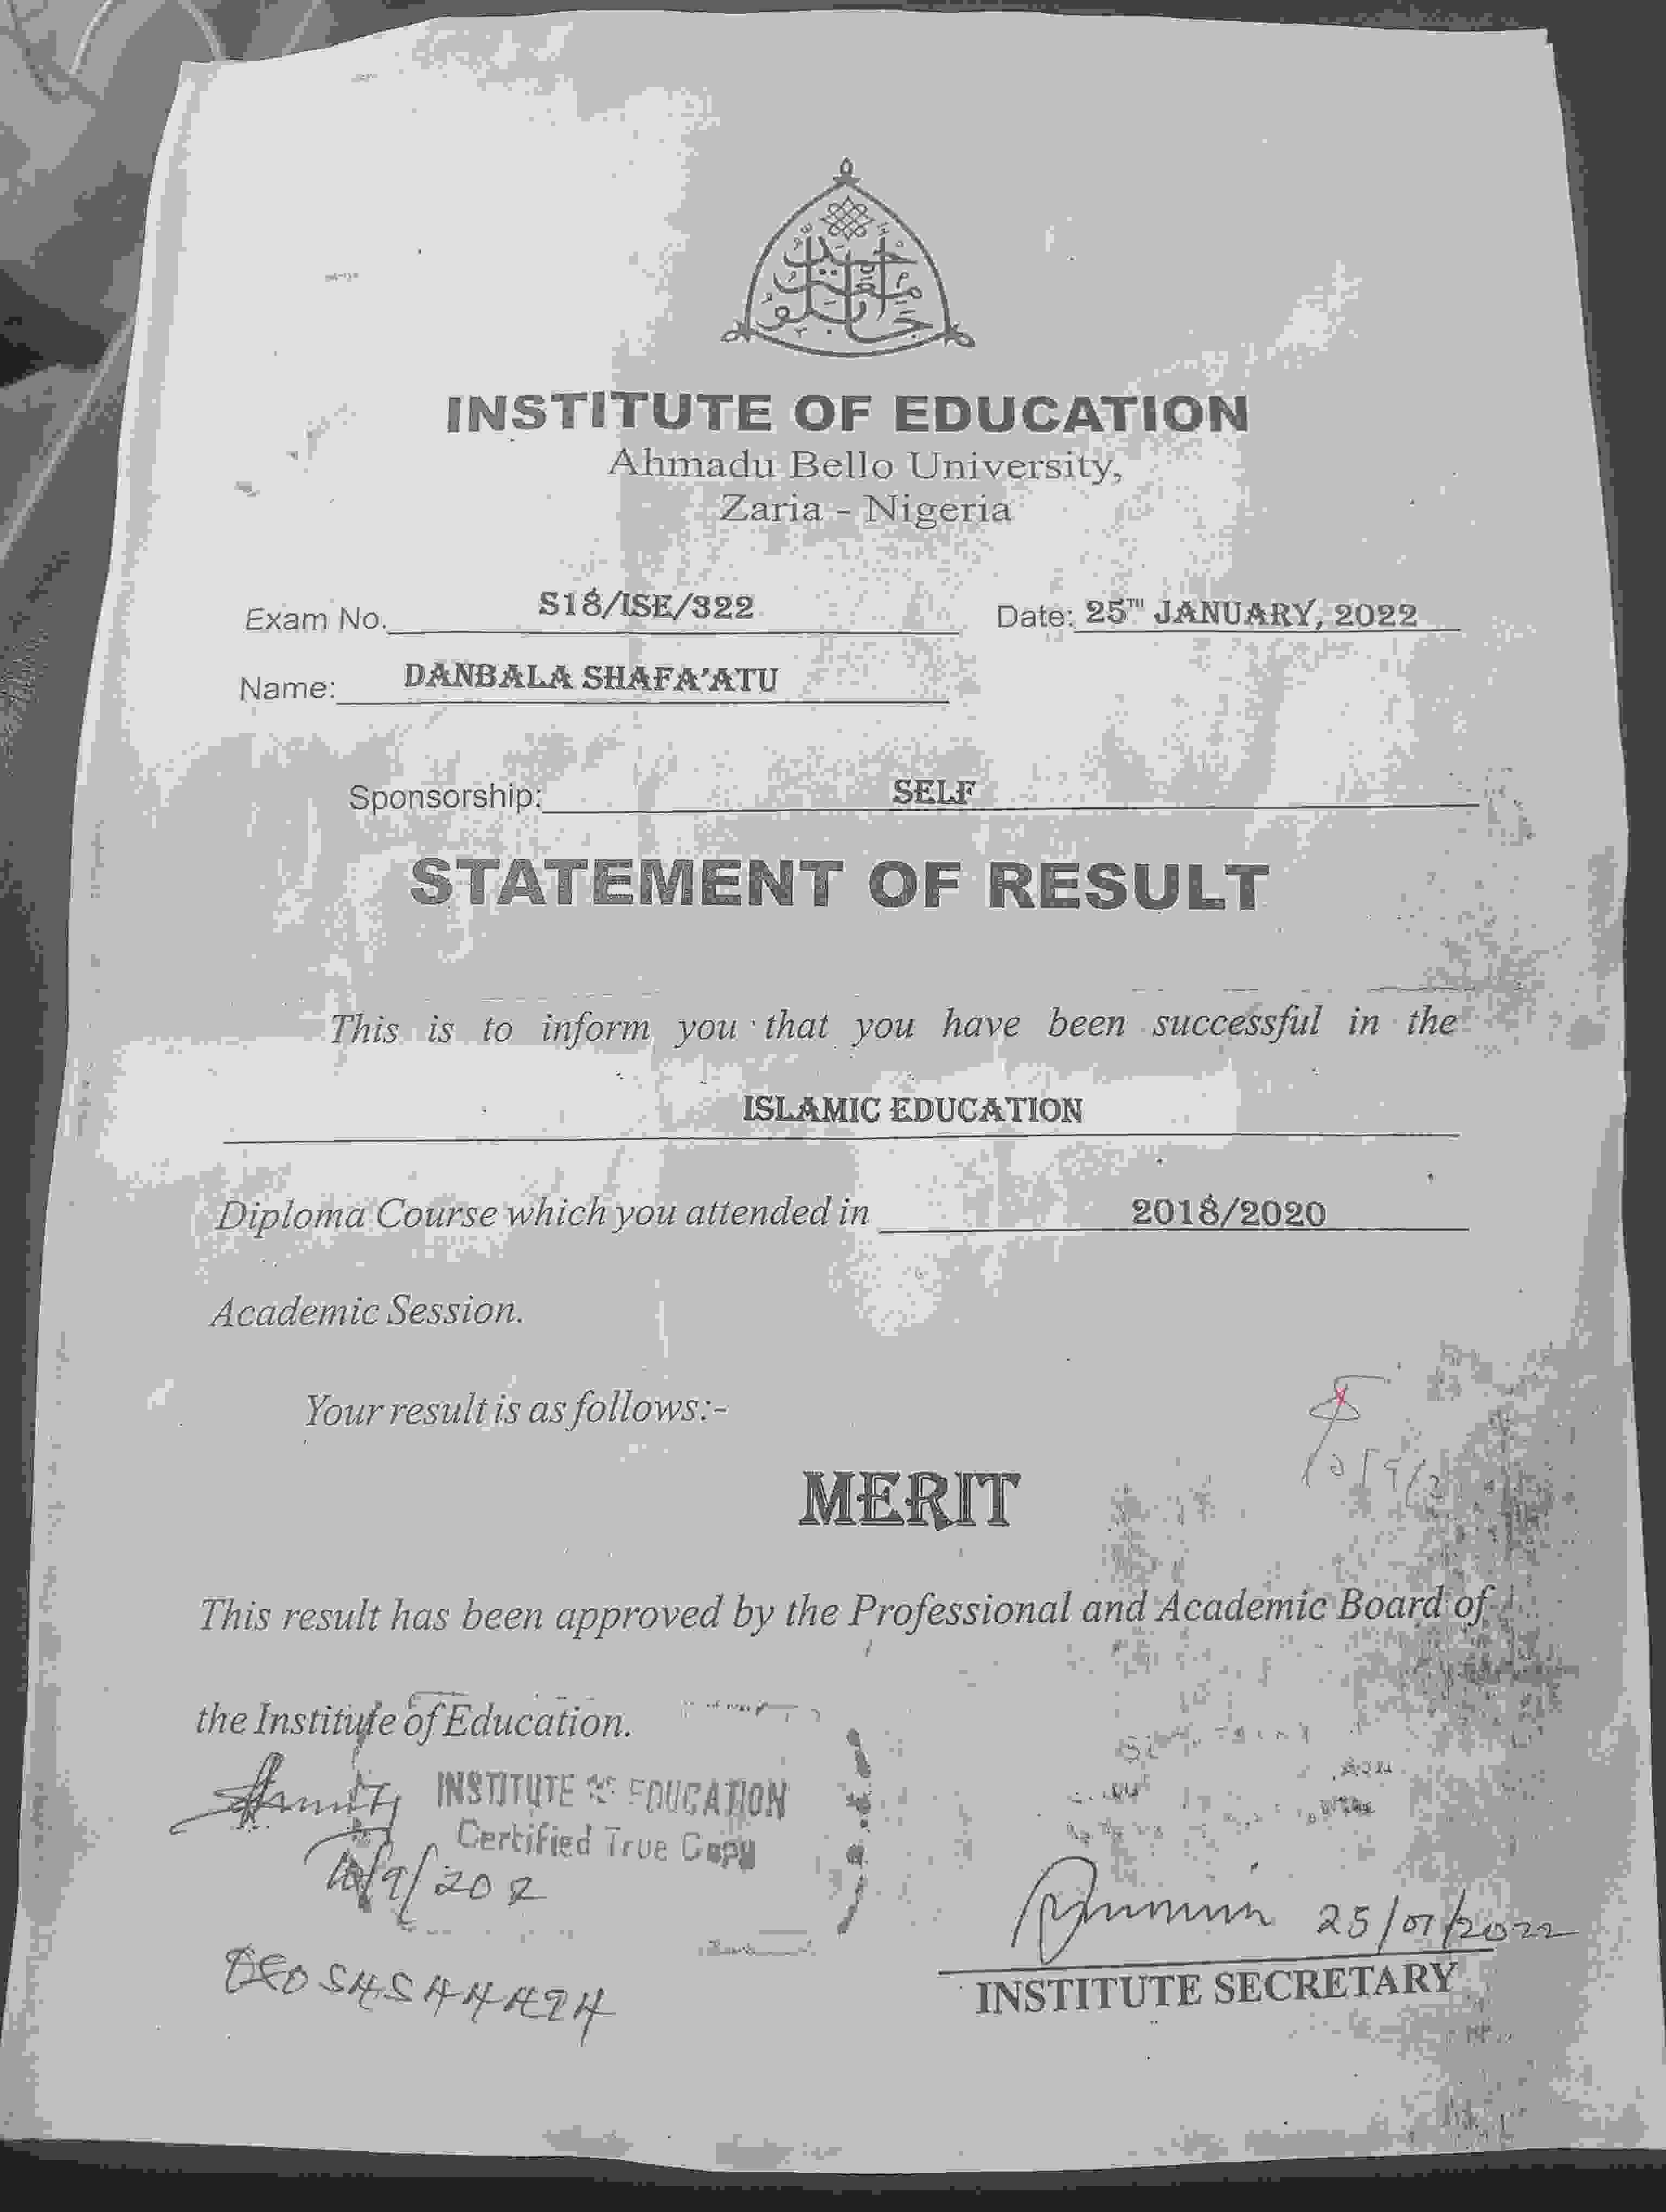 INSTITUTE OF EDUCATION
Ahmadu Bello University,
Zaria - Nigeria
Exam No. S18/ISE/322 Date: 25TH JANUARY, 2022
Name: DANBALA SHAFA'ATU
Sponsorship: SELF
STATEMENT OF RESULT
This is to inform you that you have been successful in the
ISLAMIC EDUCATION
Diploma Course which you attended in 2018/2020
Academic Session.
Your result is as follows:-
MERIT
This result has been approved by the Professional and Academic Board of
the Institute of Education.
INSTITUTE OF EDUCATION
Certified True Copy
25/01/2022
INSTITUTE SECRETARY